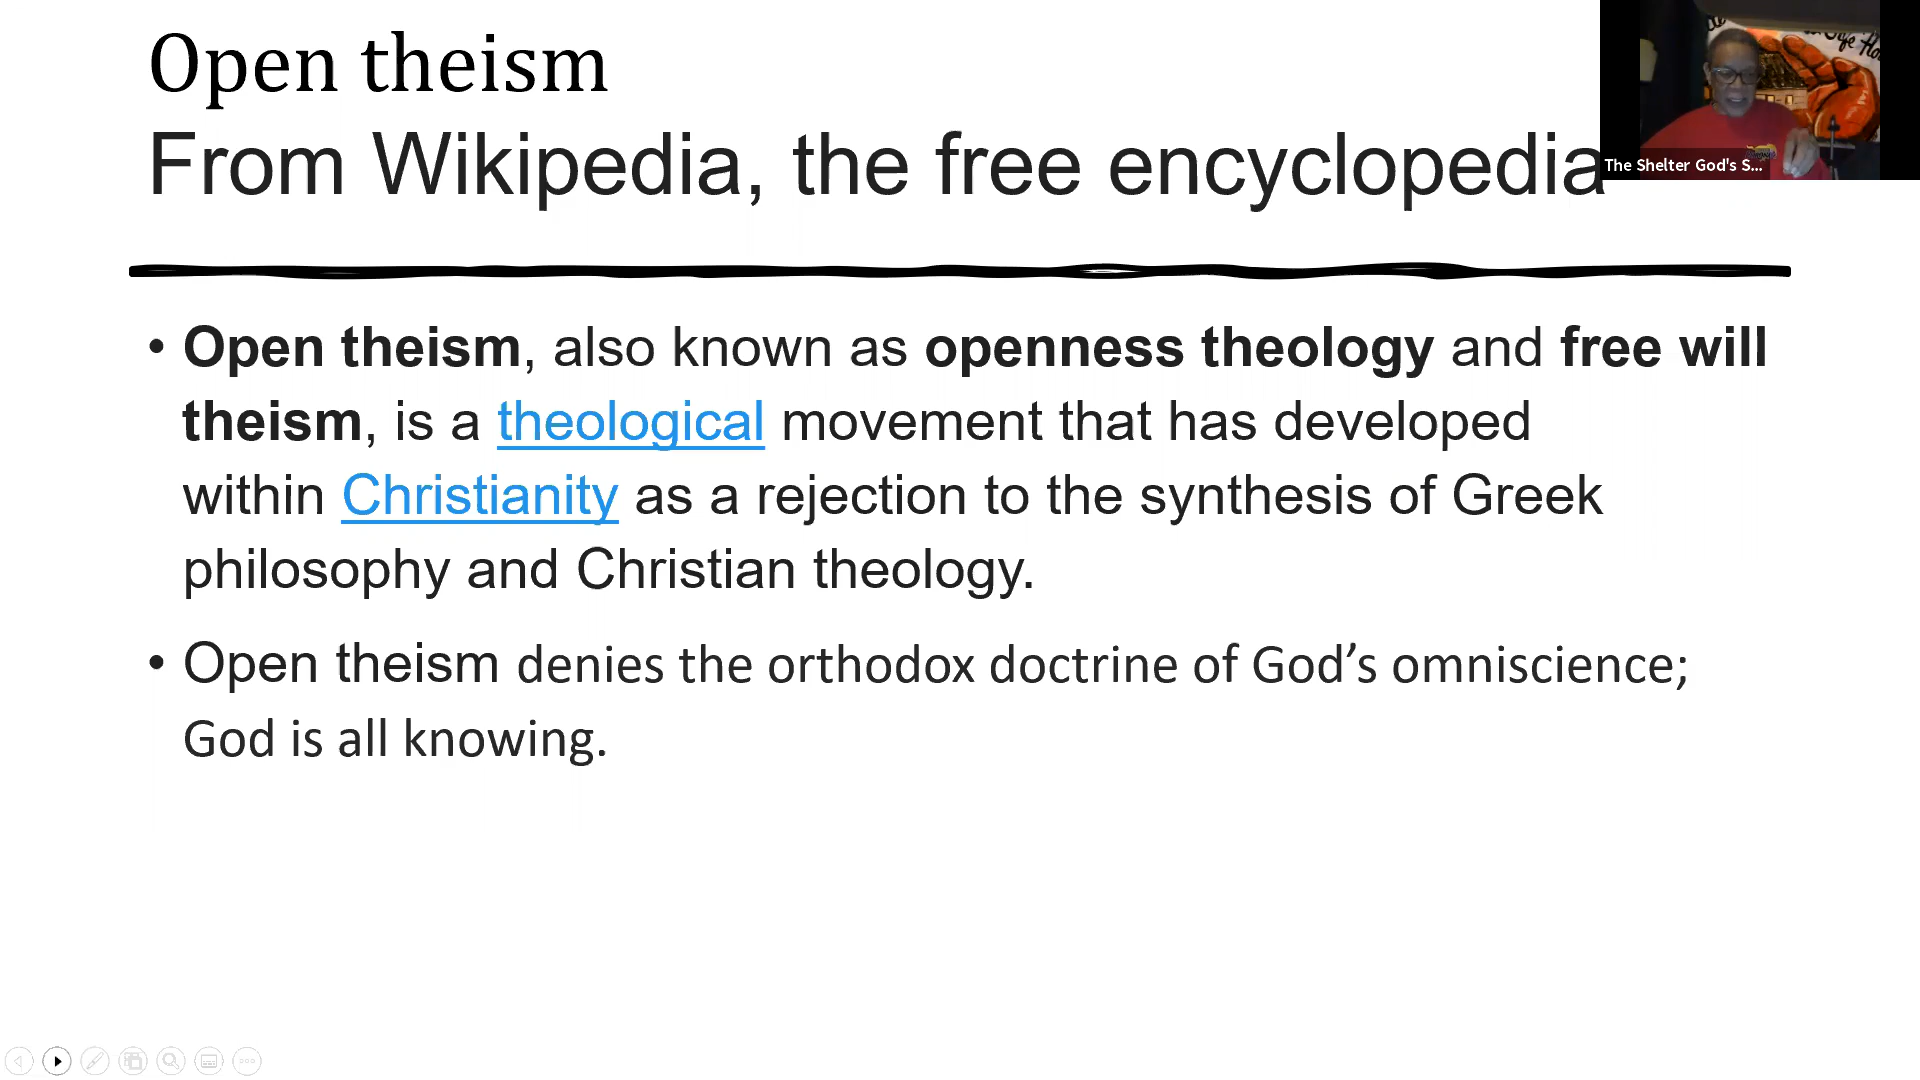 Open theism
From Wikipedia, the free encyclopedia
The Shelter God's S...
• Open theism, also known as openness theology and free will
theism, is a theological movement that has developed
within Christianity as a rejection to the synthesis of Greek
philosophy and Christian theology.
• Open theism denies the orthodox doctrine of God’s omniscience;
God is all knowing.